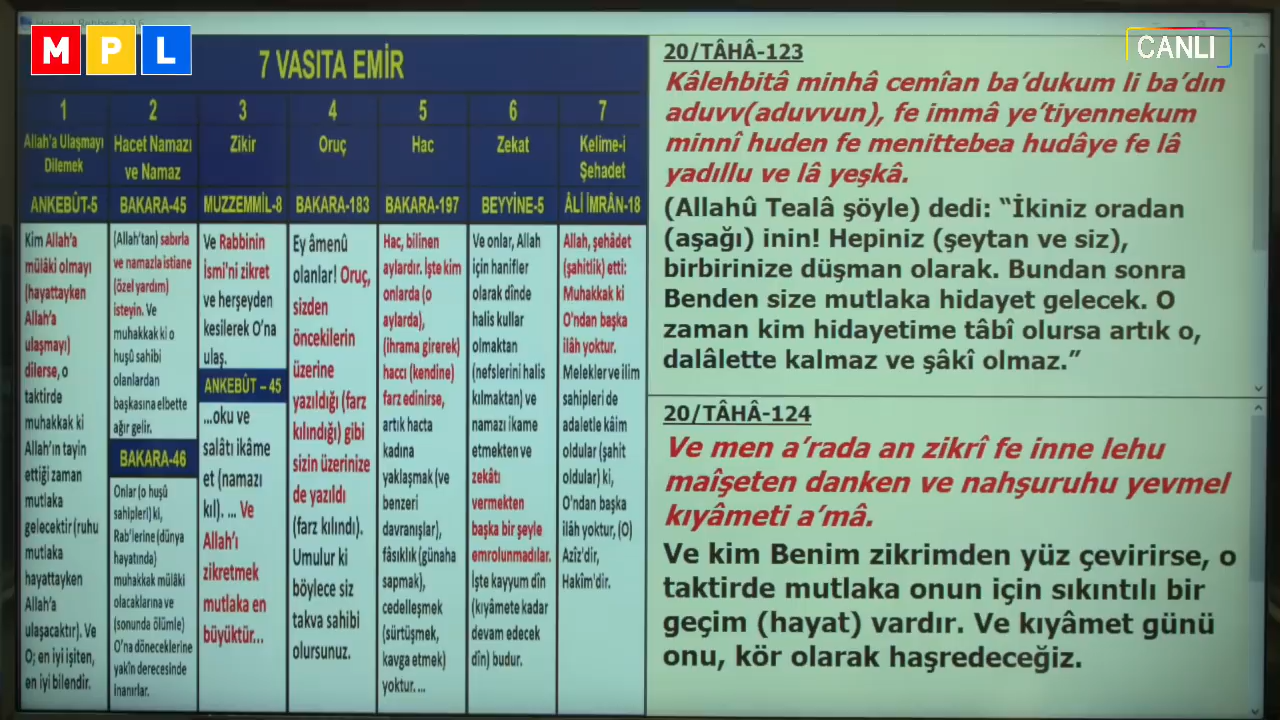 MPL
CANLI
7 VASITA EMİR
1
Allah'a Ulaşmayı
Dilemek
ANKEBÛT-5
Kim Allah'a
mülâki olmayı
(hayattayken
Allah'a
ulaşmayı)
dilerse, o
taktirde
muhakkak ki
Allah'ın tayin
ettiği zaman
mutlaka
gelecektir (ruhu
mutlaka
hayattayken
Allah'a
ulaşacaktır). Ve
O; en iyi işiten,
en iyi bilendir.
2
Hacet Namazı
ve Namaz
BAKARA-45
(Allah'tan) sabırla
ve namazla istiane
(özel yardım)
isteyin. Ve
muhakkak ki o
huşû sahibi
olanlardan
başkasına elbette
ağır gelir.
BAKARA-46
Onlar (o huşû
sahipleri) ki,
Rab'lerine (dünya
hayatında)
muhakkak mülâki
olacaklarına ve
(sonunda ölümle)
O'na döneceklerine
yakîn derecesinde
inanırlar.
3
Zikir
MUZZEMMİL-8
Ve Rabbinin
İsmi'ni zikret
ve herşeyden
kesilerek O'na
ulaş.
ANKEBÛT – 45
...oku ve
salâtı ikâme
et (namazı
kıl). ... Ve
Allah'ı
zikretmek
mutlaka en
büyüktür...
4
Oruç
BAKARA-183
Ey âmenû
olanlar! Oruç,
sizden
öncekilerin
üzerine
yazıldığı (farz
kılındığı) gibi
sizin üzerinize
de yazıldı
(farz kılındı).
Umulur ki
böylece siz
takva sahibi
olursunuz.
5
Hac
BAKARA-197
Hac, bilinen
aylardır. İşte kim
onlarda (o
aylarda),
(ihrama girerek)
haccı (kendine)
farz edinirse,
artık hacta
kadına
yaklaşmak (ve
benzeri
davranışlar),
fâsıklık (günaha
sapmak),
cedelleşmek
(sürtüşmek,
kavga etmek)
yoktur. ...
6
Zekat
BEYYİNE-5
Ve onlar, Allah
için hanifler
olarak dînde
halis kullar
olmaktan
(nefslerini halis
kılmaktan) ve
namazı ikame
etmekten ve
zekâtı
vermekten
başka bir şeyle
emrolunmadılar.
İşte kayyum dîn
(kıyâmete kadar
devam edecek
dîn) budur.
7
Kelime-i
Şehadet
ÂLİ İMRÂN-18
Allah, şehâdet
(şahitlik) etti:
Muhakkak ki
O'ndan başka
ilâh yoktur.
Melekler ve ilim
sahipleri de
adaletle kâim
oldular (şahit
oldular) ki,
O'ndan başka
ilâh yoktur, (O)
Azîz'dir,
Hakîm'dir.
20/TÂHÂ-123
Kâlehbitâ minhâ cemîan ba'dukum li ba'dın
aduvv(aduvvun), fe immâ ye'tiyennekum
minnî huden fe menittebea hudâye fe lâ
yadıllu ve lâ yeşkâ.
(Allahû Tealâ şöyle) dedi: “İkiniz oradan
(aşağı) inin! Hepiniz (şeytan ve siz),
birbirinize düşman olarak. Bundan sonra
Benden size mutlaka hidayet gelecek. O
zaman kim hidayetime tâbî olursa artık o,
dalâlette kalmaz ve şâkî olmaz.”
20/TÂHÂ-124
Ve men a'rada an zikrî fe inne lehu
maîşeten danken ve nahşuruhu yevmel
kıyâmeti a'mâ.
Ve kim Benim zikrimden yüz çevirirse, o
taktirde mutlaka onun için sıkıntılı bir
geçim (hayat) vardır. Ve kıyâmet günü
onu, kör olarak haşredeceğiz.